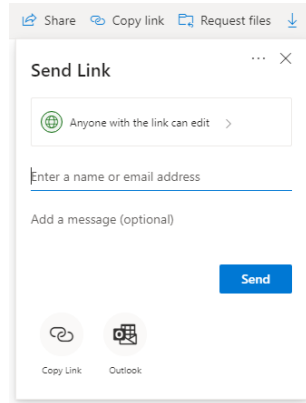 Share Copy link Request files
Send Link
Anyone with the link can edit
Enter a name or email address
Add a message (optional)
Send
Copy Link Outlook